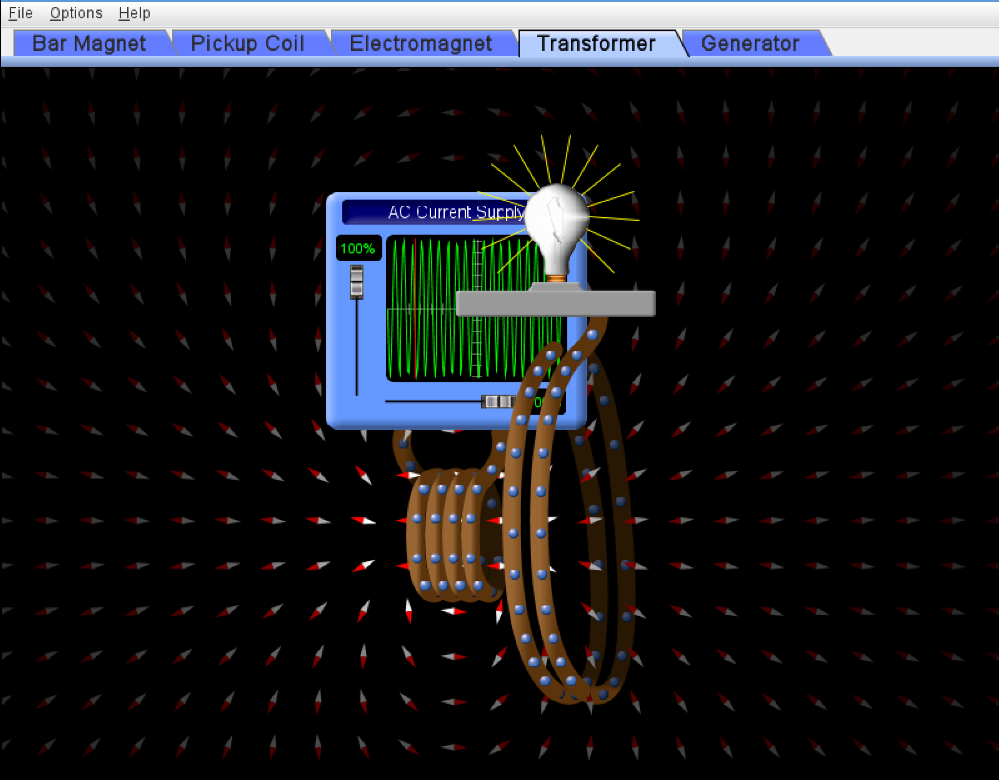 File Options Help
Bar Magnet Pickup Coil Electromagnet Transformer Generator
AC Current Supply
100%